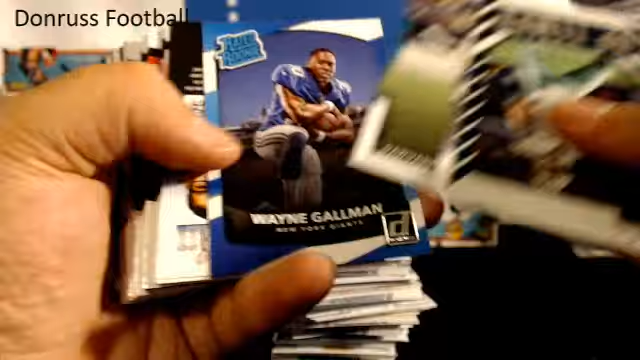 Donruss Football
RATED
ROOKIE
WAYNE GALLMAN
NEW YORK GIANTS